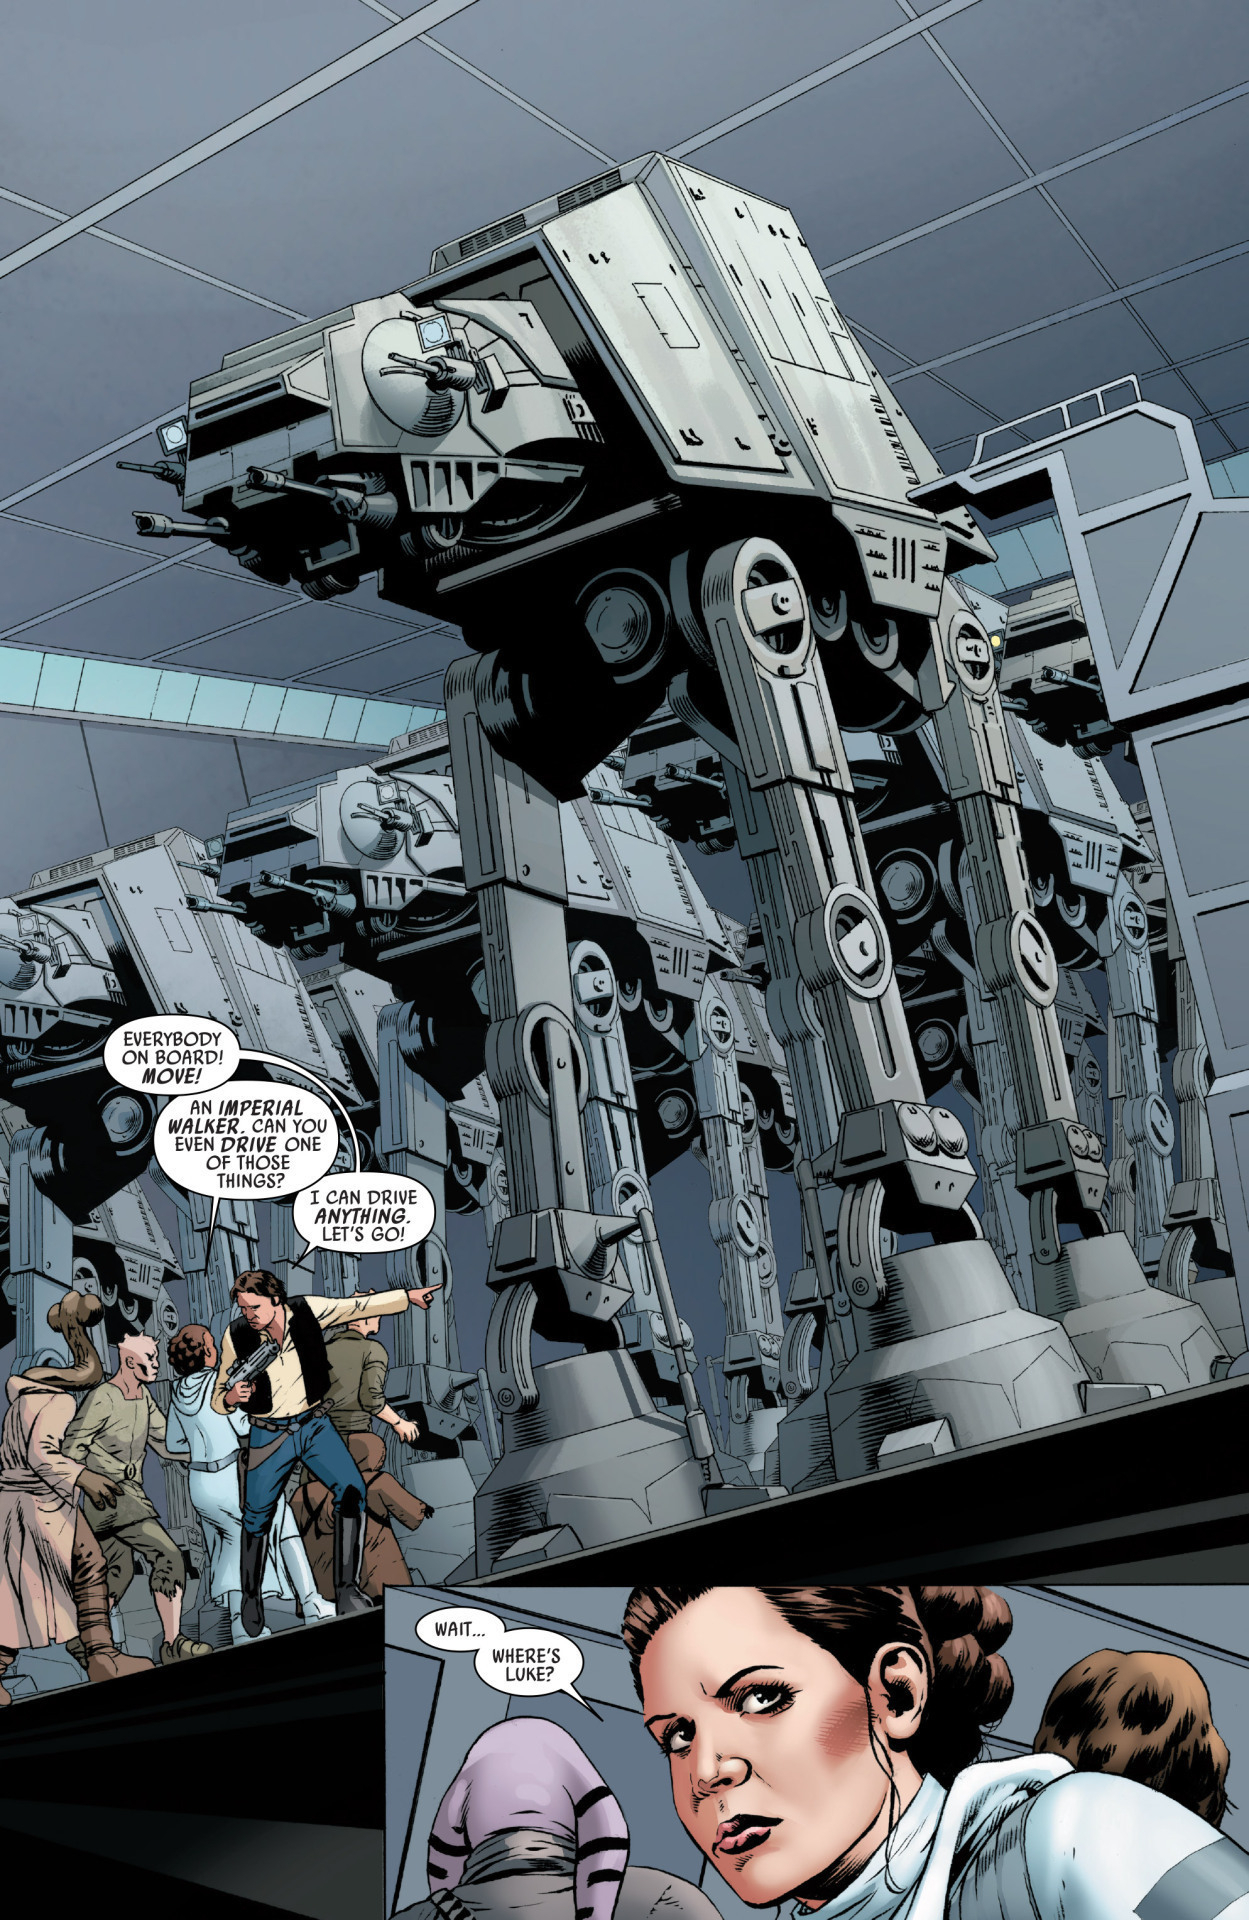 EVERYBODY
ON BOARD!
MOVE!
AN IMPERIAL
WALKER. CAN YOU
EVEN DRIVE ONE
OF THOSE
THINGS?
I CAN DRIVE
ANYTHING.
LET'S GO!
WAIT...
WHERE'S
LUKE?